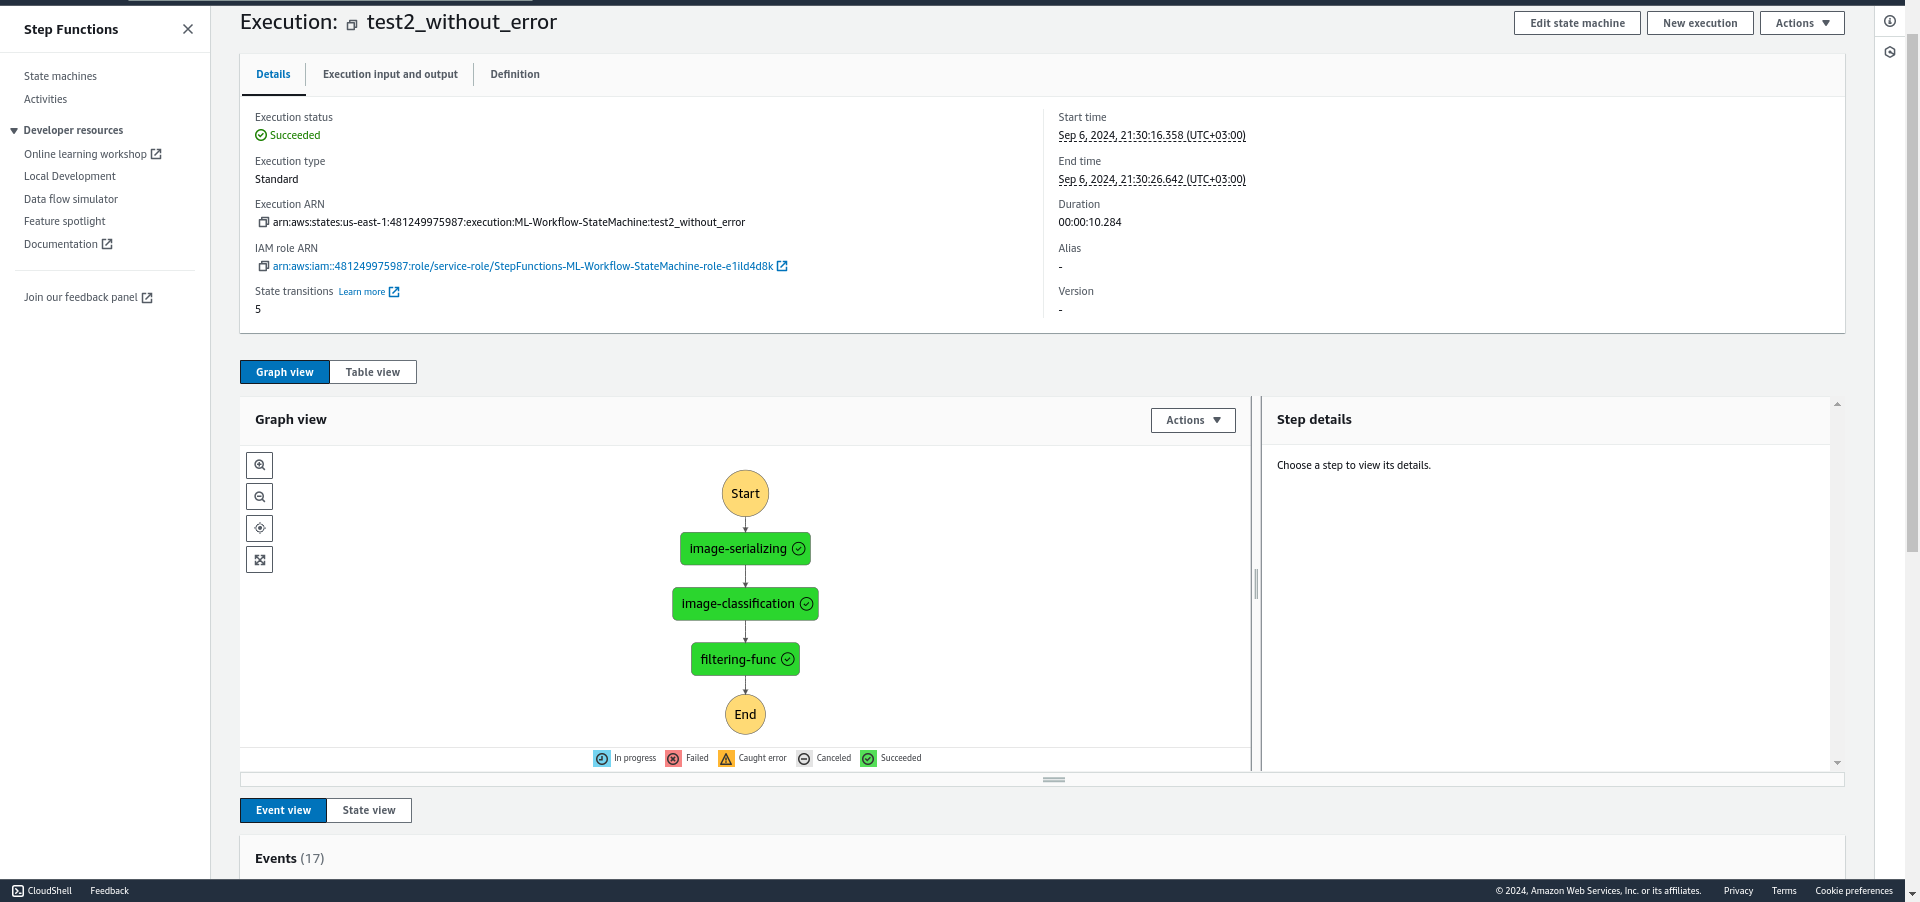 Step Functions
State machines
Activities
Developer resources
Online learning workshop
Local Development
Data flow simulator
Feature spotlight
Documentation
Join our feedback panel
Execution: test2_without_error
Edit state machine
New execution
Actions
Details
Execution input and output
Definition
Execution status
Succeeded
Execution type
Standard
Execution ARN
arn:aws:states:us-east-1:481249975987:execution:ML-Workflow-StateMachine:test2_without_error
IAM role ARN
arn:aws:iam::481249975987:role/service-role/StepFunctions-ML-Workflow-StateMachine-role-e1ild4d8k
State transitions Learn more
5
Start time
Sep 6, 2024, 21:30:16.358 (UTC+03:00)
End time
Sep 6, 2024, 21:30:26.642 (UTC+03:00)
Duration
00:00:10.284
Alias
-
Version
-
Graph view
Table view
Graph view
Actions
Start
image-serializing
image-classification
filtering-func
End
In progress
Failed
Caught error
Canceled
Succeeded
Step details
Choose a step to view its details.
Event view
State view
Events (17)
CloudShell
Feedback
© 2024, Amazon Web Services, Inc. or its affiliates.
Privacy
Terms
Cookie preferences